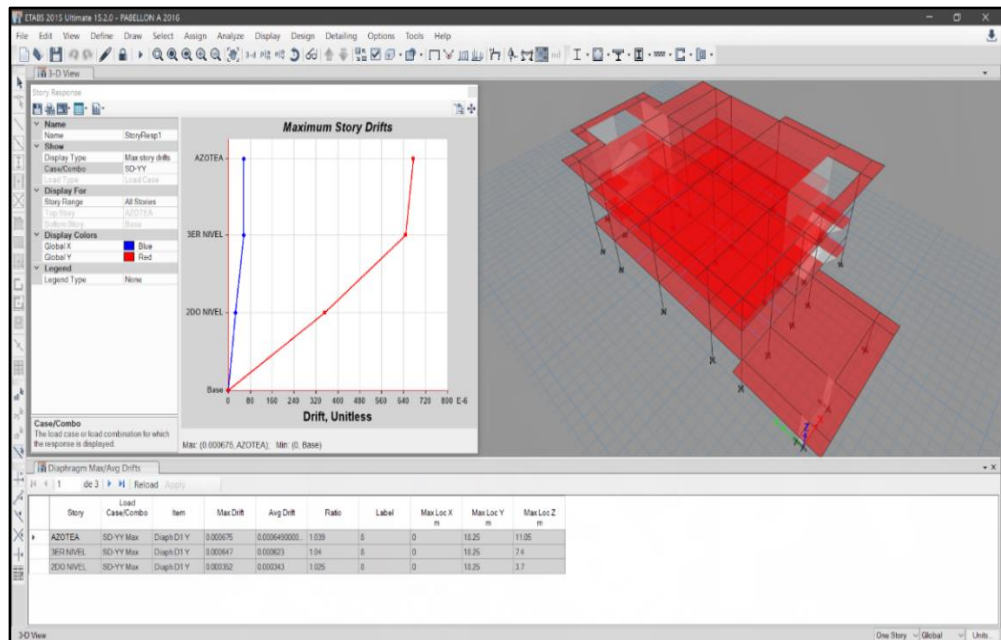 ETABS 2015 Ultimate 15.2.0 - PABELLON A 2016
File Edit View Define Draw Select Assign Analyze Display Design Detailing Options Tools Help
3-D View
Story Response
Name
Name StoryResp1
Show
Display Type Max story drifts
Case/Combo SD-YY
Load Type Load Case
Display For
Story Range All Stories
Top Story AZOTEA
Bottom Story Base
Display Colors
Global X Blue
Global Y Red
Legend
Legend Type None
Case/Combo
The load case or load combination for which
the response is displayed.
Maximum Story Drifts
AZOTEA
3ER NIVEL
2DO NIVEL
Base
0 80 160 240 320 400 480 560 640 720 800 E-6
Drift, Unitless
Max: (0.000675, AZOTEA); Min: (0, Base)
Z
Diaphragm Max/Avg Drifts
1 de 3 Reload Apply
Story Load Case/Combo Item Max Drift Avg Drift Ratio Label Max Loc X m Max Loc Y m Max Loc Z m
AZOTEA SD-YY Max Diaph D1 Y 0.000675 0.0006490000... 1.039 8 0 18.25 11.05
3ER NIVEL SD-YY Max Diaph D1 Y 0.000647 0.000623 1.04 8 0 18.25 7.4
2DO NIVEL SD-YY Max Diaph D1 Y 0.000352 0.000343 1.025 8 0 18.25 3.7
3-D View One Story Global Units...